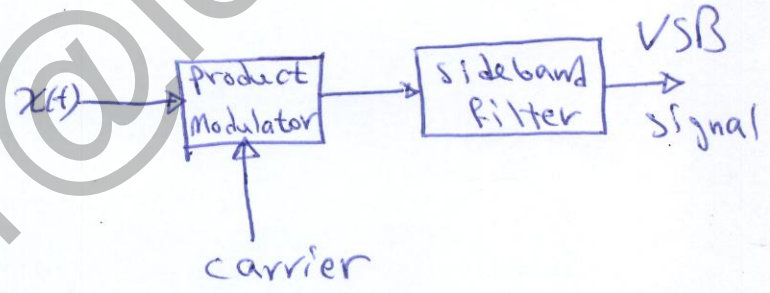 x(t)
product
Modulator
sideband
filter
VSB
signal
carrier